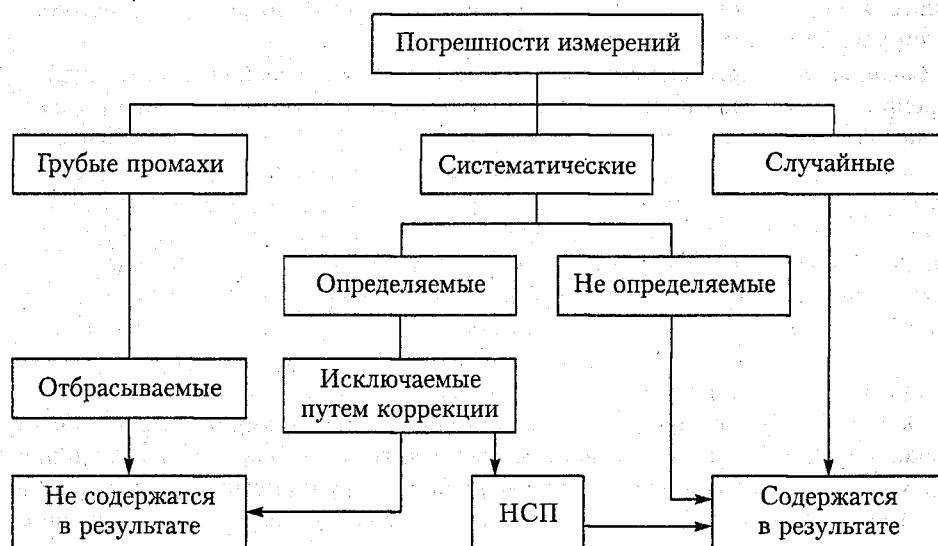 Погрешности измерений
Грубые промахи
Систематические
Случайные
Определяемые
Не определяемые
Отбрасываемые
Исключаемые
путем коррекции
Не содержатся
в результате
НСП
Содержатся
в результате